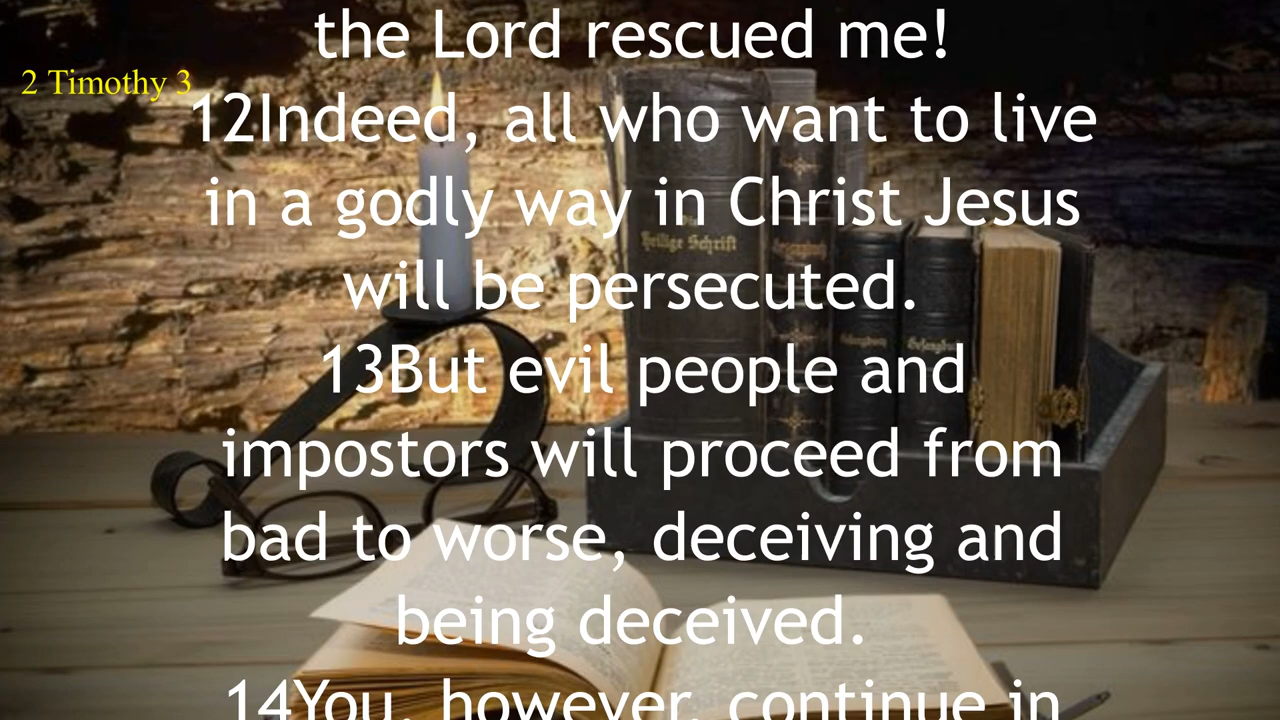 the Lord rescued me!
2 Timothy 3
12Indeed, all who want to live
in a godly way in Christ Jesus
will be persecuted.
Heilige Schrift
13But evil people and
impostors will proceed from
bad to worse, deceiving and
being deceived.
14You, however, continue in